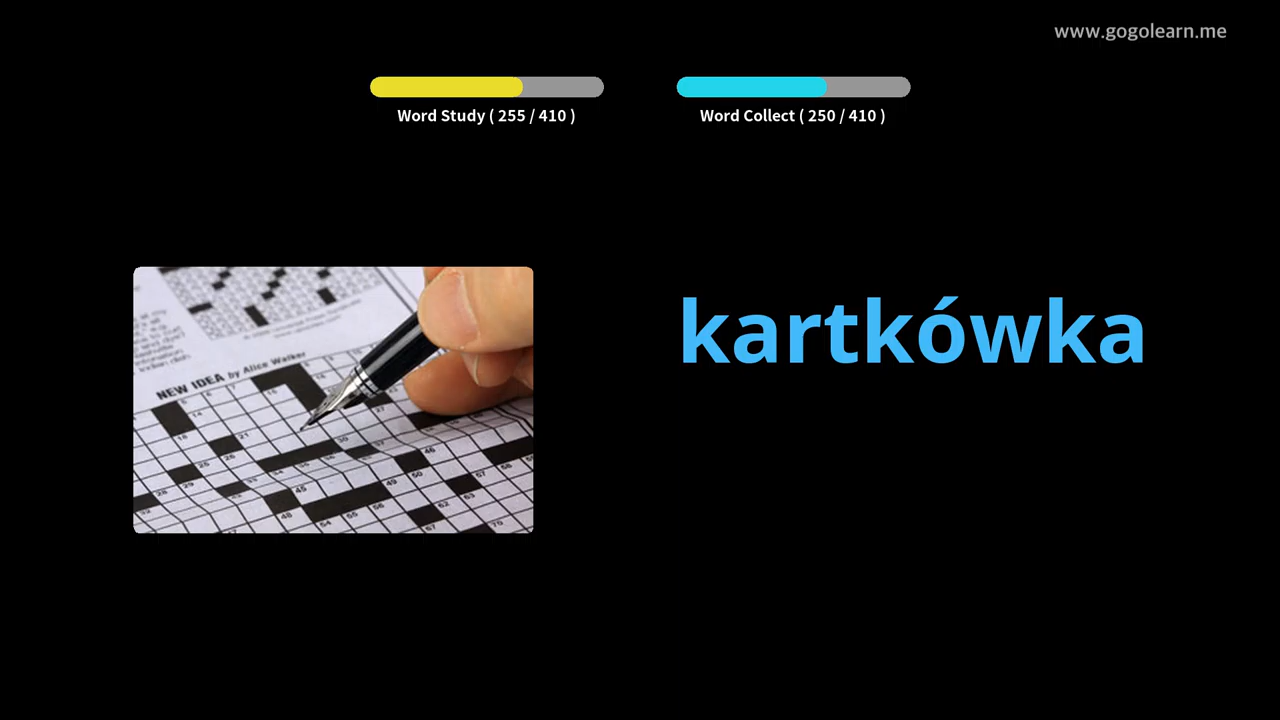 www.gogolearn.me
Word Study ( 255 / 410 )
Word Collect ( 250 / 410 )
kartkówka
NEW IDEA by Alice Walker